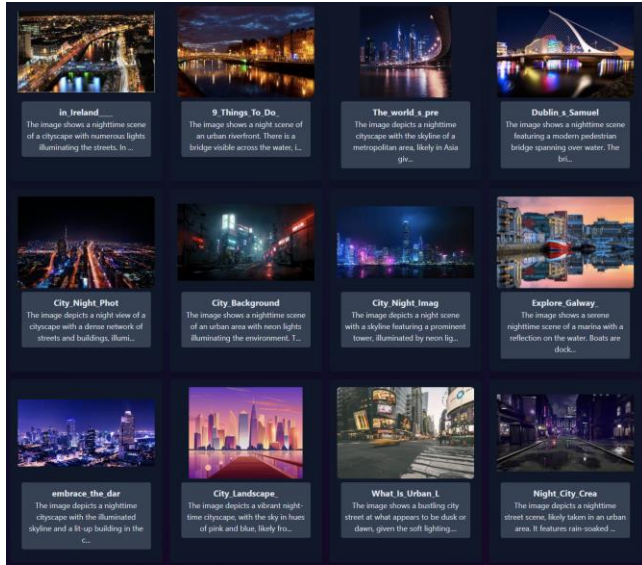 in_Ireland___
The image shows a nighttime scene
of a cityscape with numerous lights
illuminating the streets. In ...
9_Things_To_Do_
The image shows a night scene of
an urban riverfront. There is a
bridge visible across the water, i...
The_world_s_pre
The image depicts a nighttime
cityscape with the skyline of a
metropolitan area, likely in Asia
giv...
Dublin_s_Samuel
The image shows a nighttime scene
featuring a modern pedestrian
bridge spanning over water. The
bri...
City_Night_Phot
The image depicts a night view of a
cityscape with a dense network of
streets and buildings, illumi...
City_Background
The image shows a nighttime scene
of an urban area with neon lights
illuminating the environment. T...
City_Night_Imag
The image depicts a night scene
with a skyline featuring a prominent
tower, illuminated by neon lig...
Explore_Galway_
The image shows a serene
nighttime scene of a marina with a
reflection on the water. Boats are
dock...
embrace_the_dar
The image depicts a nighttime
cityscape with the illuminated
skyline and a lit-up building in the
c...
City_Landscape_
The image depicts a vibrant night-
time cityscape, with the sky in hues
of pink and blue, likely fro...
What_Is_Urban_L
The image shows a bustling city
street at what appears to be dusk or
dawn, given the soft lighting....
Night_City_Crea
The image depicts a nighttime
street scene, likely taken in an urban
area. It features rain-soaked ...